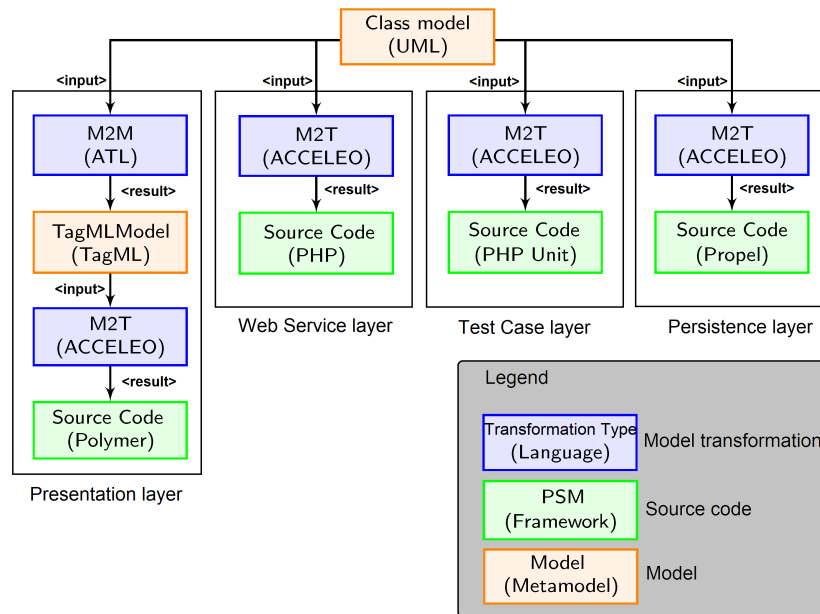 Class model
(UML)
<input>
<input>
<input>
<input>
M2M
(ATL)
<result>
TagMLModel
(TagML)
<input>
M2T
(ACCELEO)
<result>
Source Code
(Polymer)
Presentation layer
M2T
(ACCELEO)
<result>
Source Code
(PHP)
Web Service layer
M2T
(ACCELEO)
<result>
Source Code
(PHP Unit)
Test Case layer
M2T
(ACCELEO)
<result>
Source Code
(Propel)
Persistence layer
Legend
Transformation Type
(Language)
Model transformation
PSM
(Framework)
Source code
Model
(Metamodel)
Model